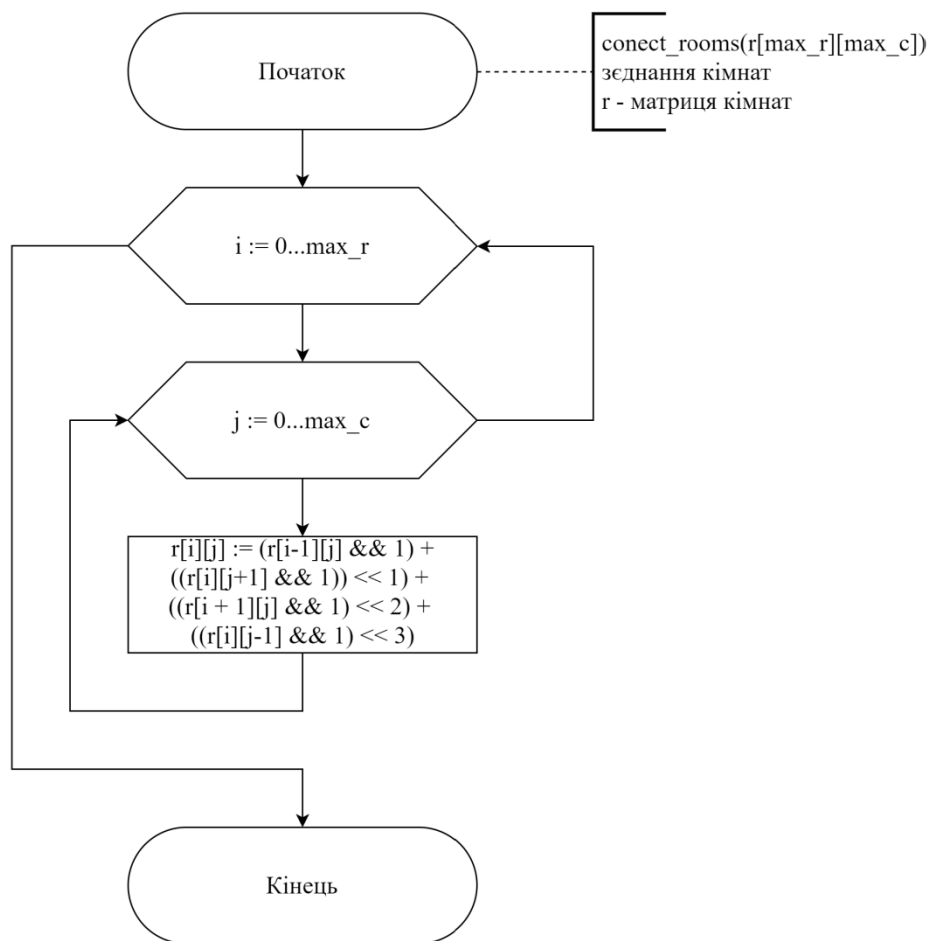 Початок
conect_rooms(r[max_r][max_c])
зєднання кімнат
r - матриця кімнат
i := 0...max_r
j := 0...max_c
r[i][j] := (r[i-1][j] && 1) +
((r[i][j+1] && 1)) << 1) +
((r[i + 1][j] && 1) << 2) +
((r[i][j-1] && 1) << 3)
Кінець